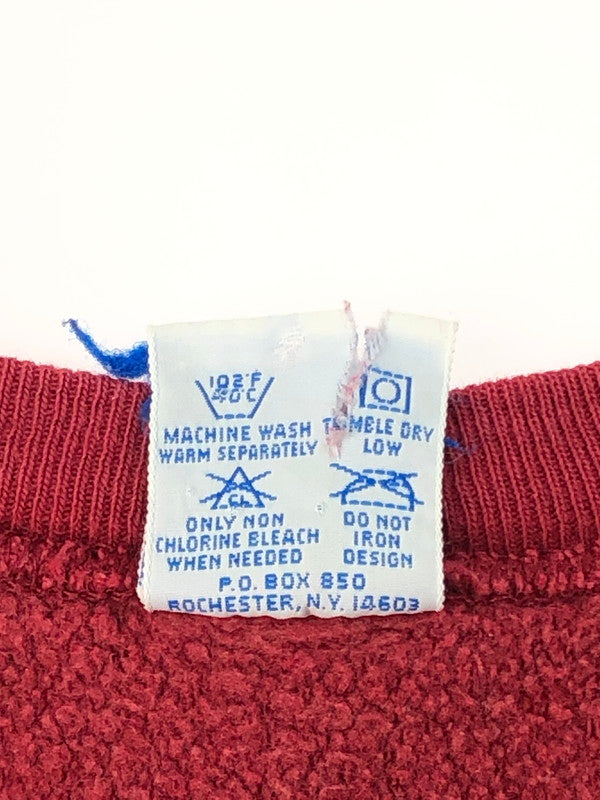 102°F
40°C
MACHINE WASH
WARM SEPARATELY
TUMBLE DRY
LOW
CL
ONLY NON
CHLORINE BLEACH
WHEN NEEDED
DO NOT
IRON
DESIGN
P.O. BOX 850
ROCHESTER, N.Y. 14603